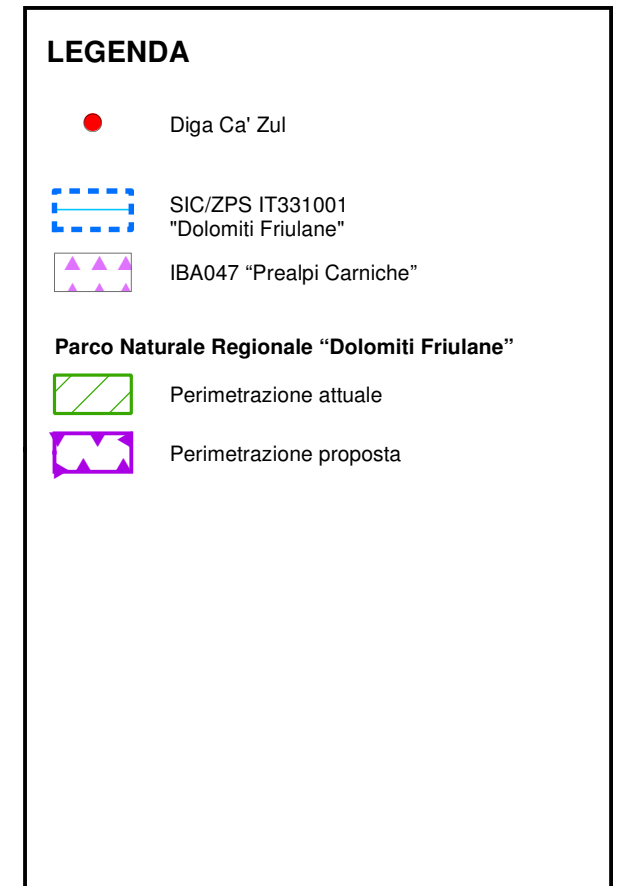 LEGENDA
Diga Ca' Zul
SIC/ZPS IT331001
"Dolomiti Friulane"
IBA047 “Prealpi Carniche”
Parco Naturale Regionale “Dolomiti Friulane”
Perimetrazione attuale
Perimetrazione proposta